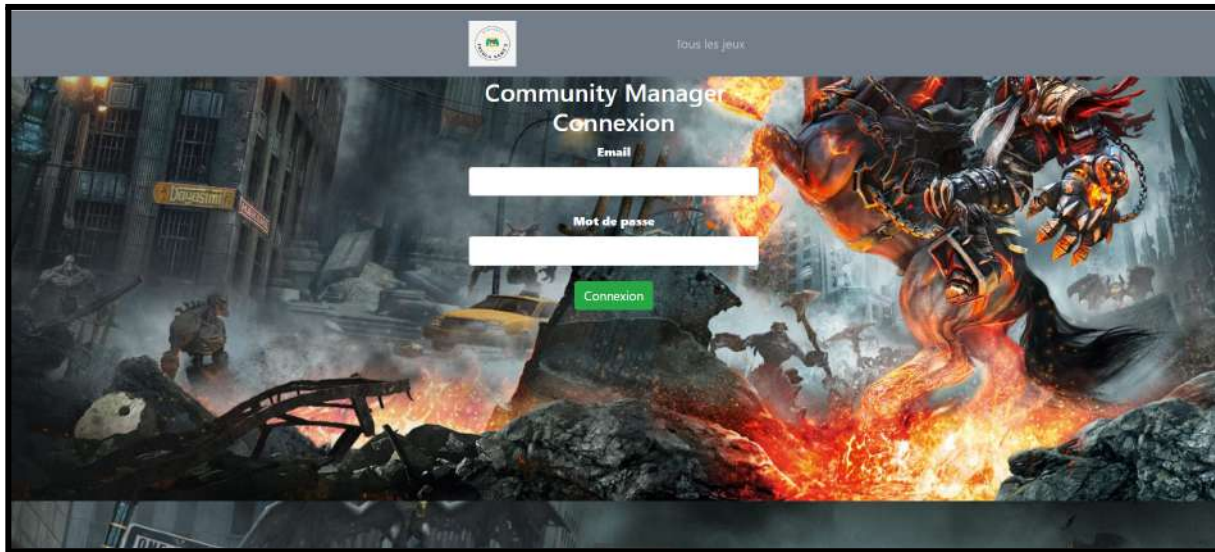 Tous les jeux
Community Manager -
Connexion
Email
Mot de passe
Connexion